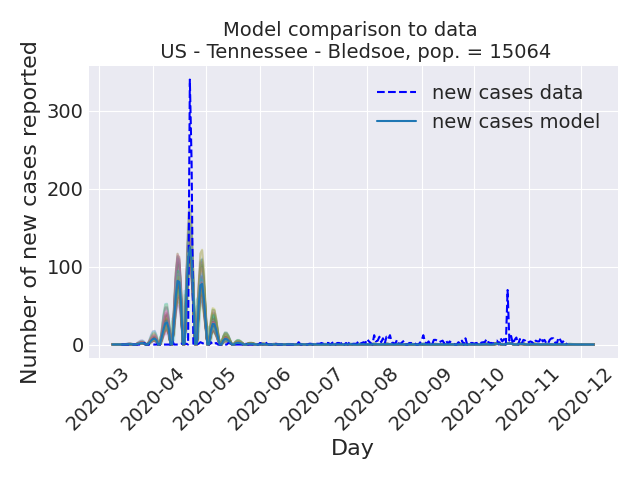 Model comparison to data
US - Tennessee - Bledsoe, pop. = 15064
Number of new cases reported
300
200
100
0
new cases data
new cases model
2020-03
2020-04
2020-05
2020-06
2020-07
2020-08
2020-09
2020-10
2020-11
2020-12
Day